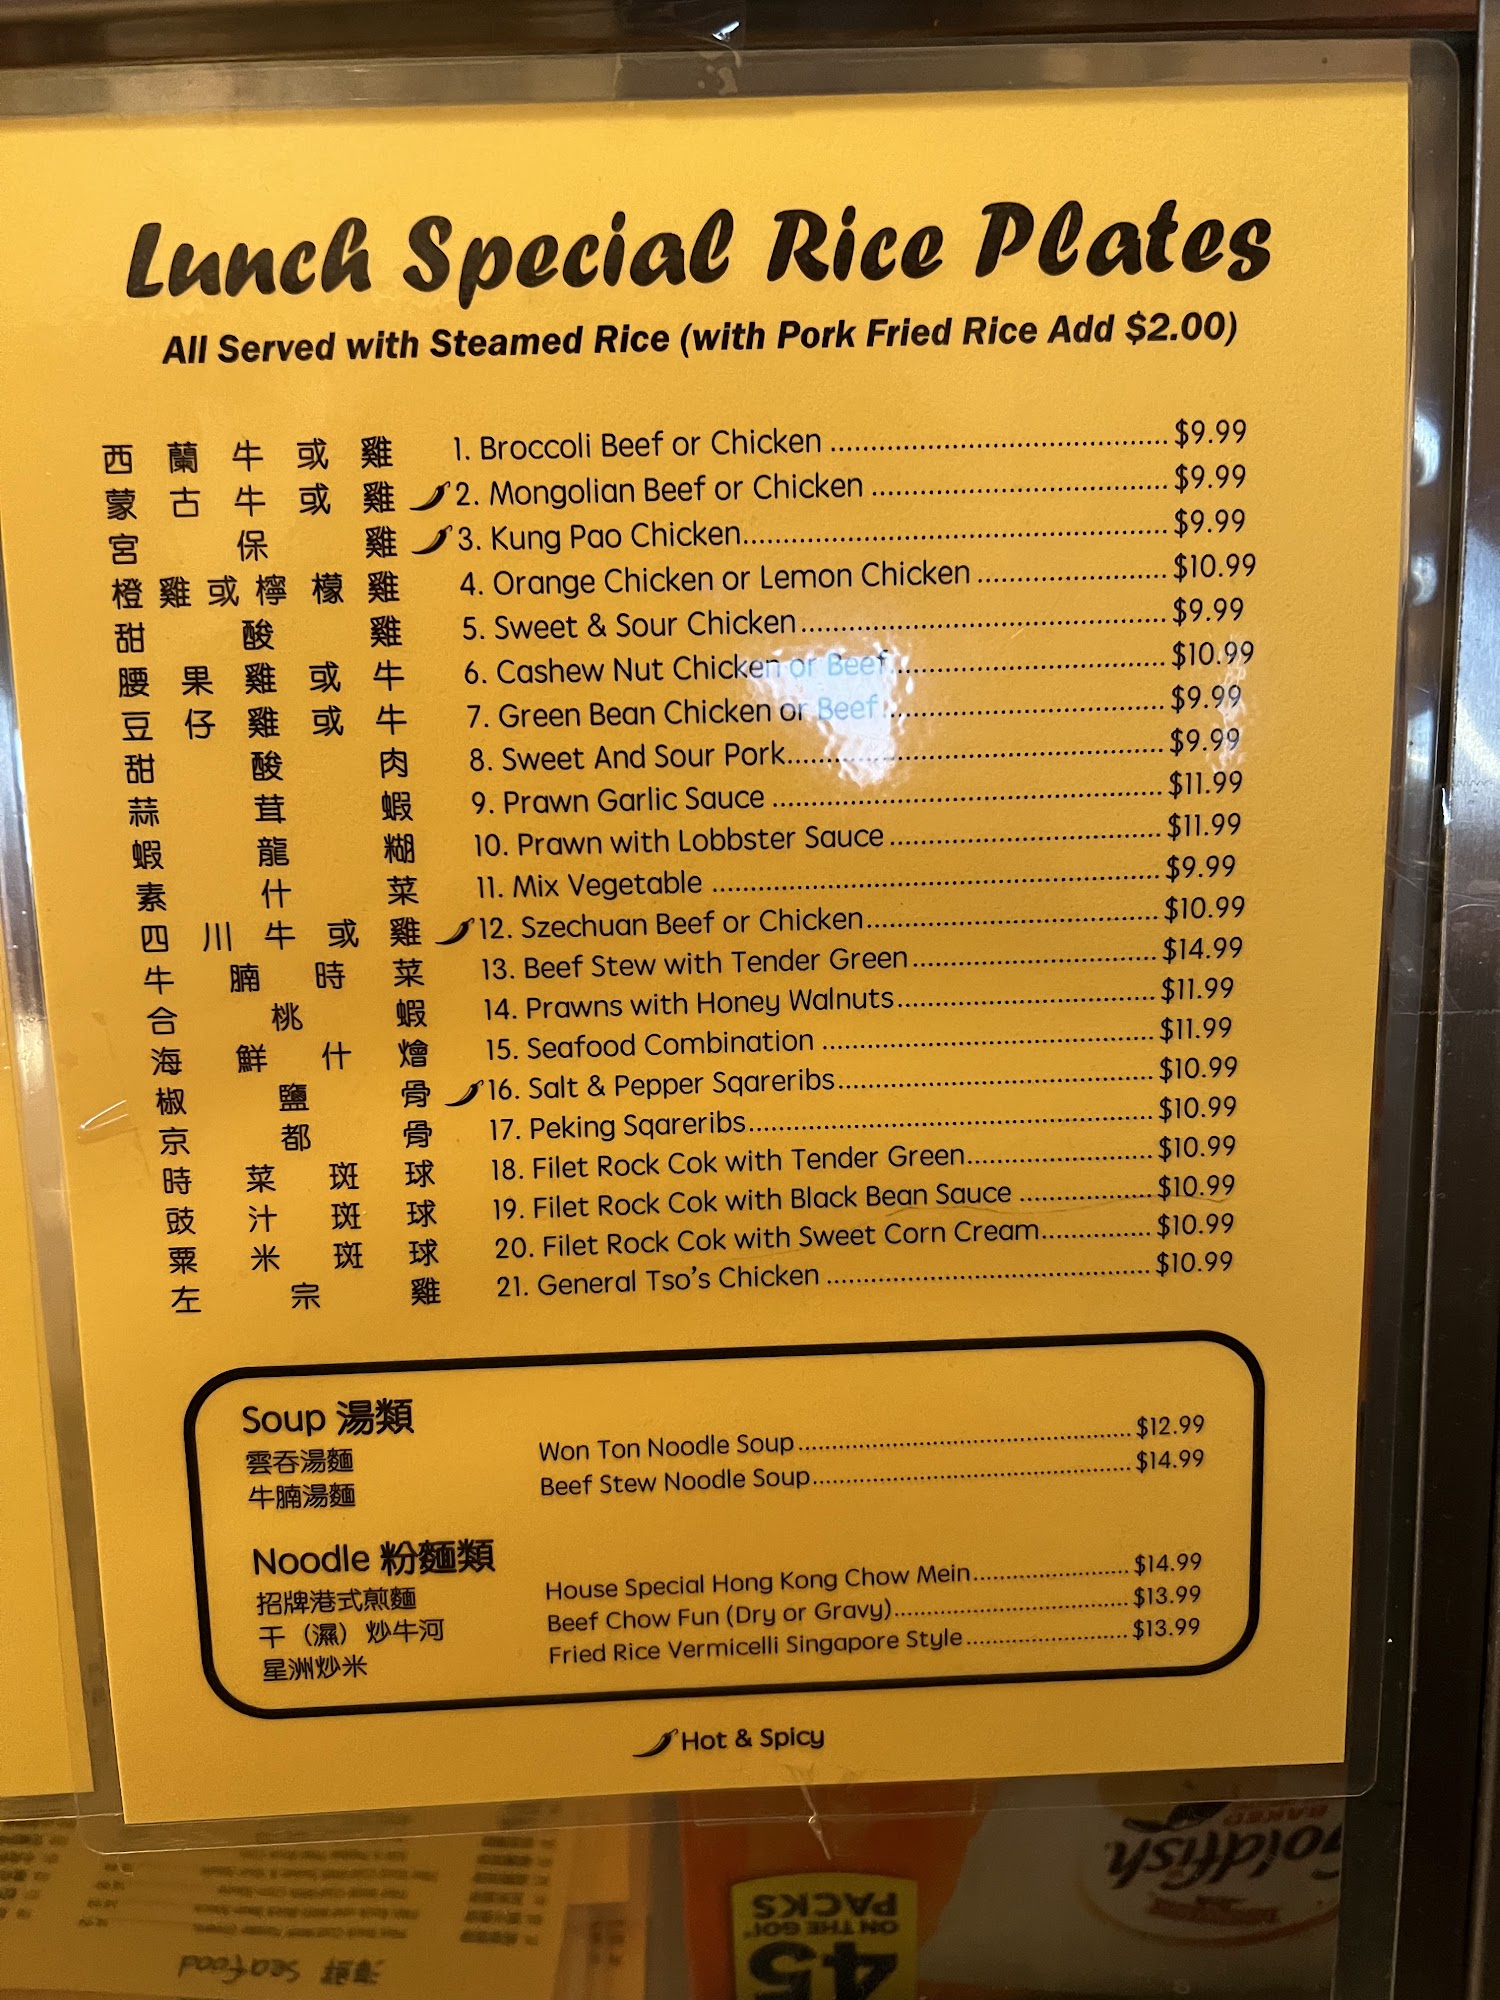 Lunch Special Rice Plates
All Served with Steamed Rice (with Pork Fried Rice Add $2.00)
西蘭牛或雞 1. Broccoli Beef or Chicken ........ $9.99
蒙古牛或雞 2. Mongolian Beef or Chicken ........ $9.99
宮保雞 3. Kung Pao Chicken........ $9.99
橙雞或檸檬雞 4. Orange Chicken or Lemon Chicken ........ $10.99
甜酸雞 5. Sweet & Sour Chicken........ $9.99
腰果雞或牛 6. Cashew Nut Chicken or Beef........ $10.99
豆仔雞或牛 7. Green Bean Chicken or Beef........ $9.99
甜酸肉 8. Sweet And Sour Pork........ $9.99
蒜茸蝦 9. Prawn Garlic Sauce ........ $11.99
蝦龍糊 10. Prawn with Lobbster Sauce ........ $11.99
素什菜 11. Mix Vegetable ........ $9.99
四川牛或雞 12. Szechuan Beef or Chicken........ $10.99
牛腩時菜 13. Beef Stew with Tender Green........ $14.99
合桃蝦 14. Prawns with Honey Walnuts........ $11.99
海鮮什燴 15. Seafood Combination ........ $11.99
椒鹽骨 16. Salt & Pepper Sqareribs........ $10.99
京都骨 17. Peking Sqareribs........ $10.99
時菜斑球 18. Filet Rock Cok with Tender Green........ $10.99
豉汁斑球 19. Filet Rock Cok with Black Bean Sauce ........ $10.99
粟米斑球 20. Filet Rock Cok with Sweet Corn Cream........ $10.99
左宗雞 21. General Tso's Chicken ........ $10.99
Soup 湯類
雲吞湯麵 Won Ton Noodle Soup........ $12.99
牛腩湯麵 Beef Stew Noodle Soup........ $14.99
Noodle 粉麵類
招牌港式煎麵 House Special Hong Kong Chow Mein........ $14.99
干（濕）炒牛河 Beef Chow Fun (Dry or Gravy)........ $13.99
星洲炒米 Fried Rice Vermicelli Singapore Style........ $13.99
Hot & Spicy
海鮮 Seafood
45
ON THE GO!
PACKS
Goldfish
BAKED